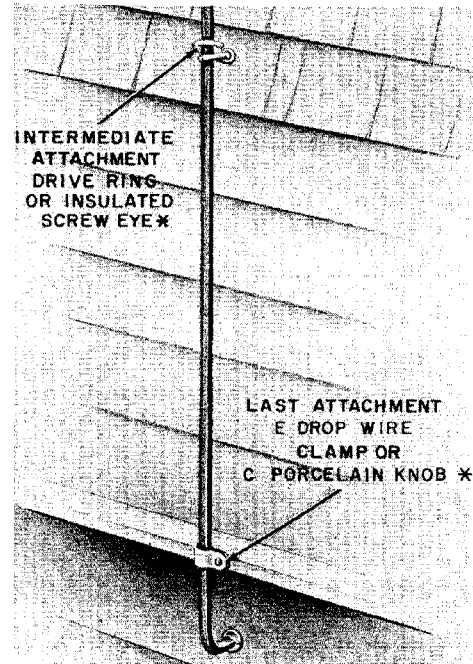 INTERMEDIATE
ATTACHMENT
DRIVE RING
OR INSULATED
SCREW EYE*
LAST ATTACHMENT
E DROP WIRE
CLAMP OR
C PORCELAIN KNOB *